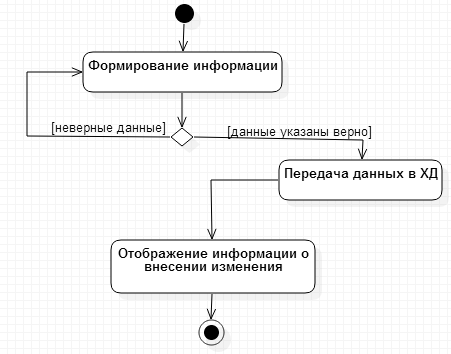 Формирование информации
[неверные данные]
[данные указаны верно]
Передача данных в ХД
Отображение информации о
внесении изменения